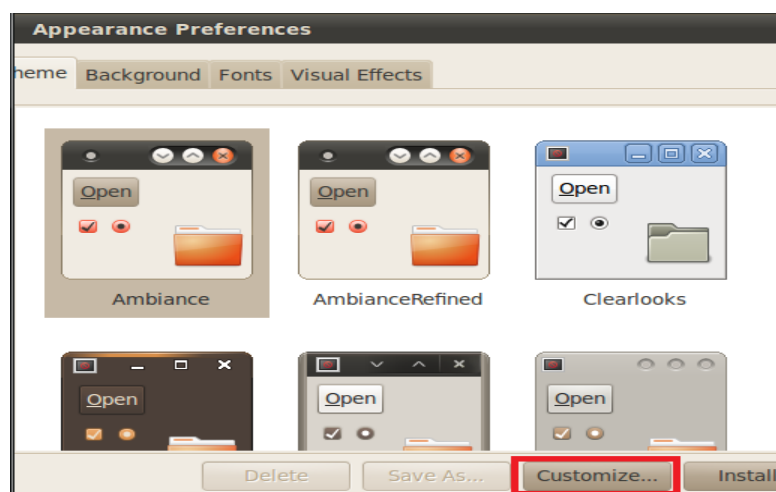 Appearance Preferences
heme Background Fonts Visual Effects
Open Open Open
Ambiance AmbianceRefined Clearlooks
Open Open Open
Delete Save As... Customize... Install